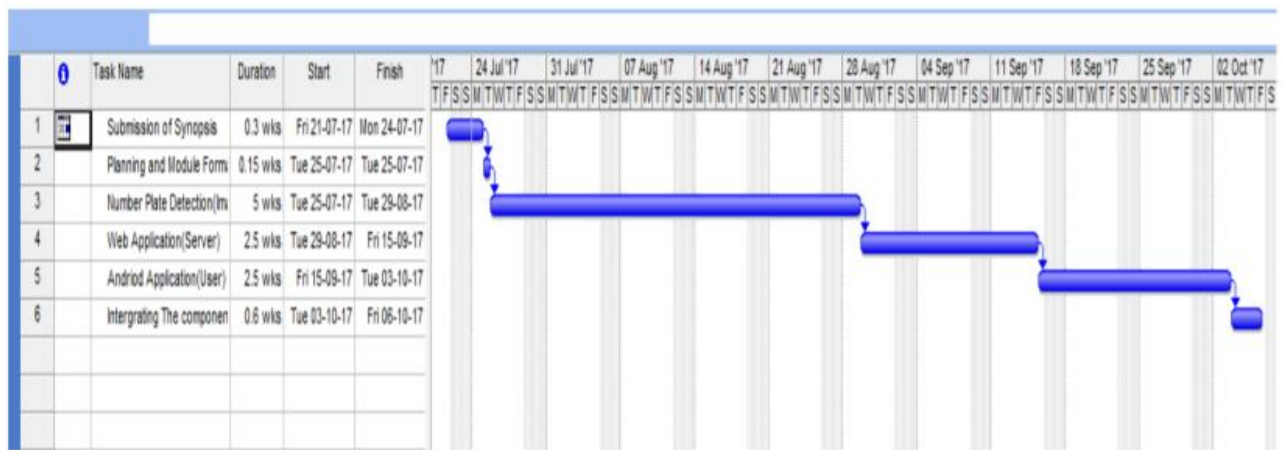 Task Name Duration Start Finish '17 24 Jul '17 31 Jul '17 07 Aug '17 14 Aug '17 21 Aug '17 28 Aug '17 04 Sep '17 11 Sep '17 18 Sep '17 25 Sep '17 02 Oct '17
T F S S M T W T F S S M T W T F S S M T W T F S S M T W T F S S M T W T F S S M T W T F S S M T W T F S S M T W T F S S M T W T F S S M T W T F S S M T W T F S
1 Submission of Synopsis 0.3 wks Fri 21-07-17 Mon 24-07-17
2 Planning and Module Form 0.15 wks Tue 25-07-17 Tue 25-07-17
3 Number Plate Detection(Im 5 wks Tue 25-07-17 Tue 29-08-17
4 Web Application(Server) 2.5 wks Tue 29-08-17 Fri 15-09-17
5 Andriod Application(User) 2.5 wks Fri 15-09-17 Tue 03-10-17
6 Intergrating The componen 0.6 wks Tue 03-10-17 Fri 06-10-17